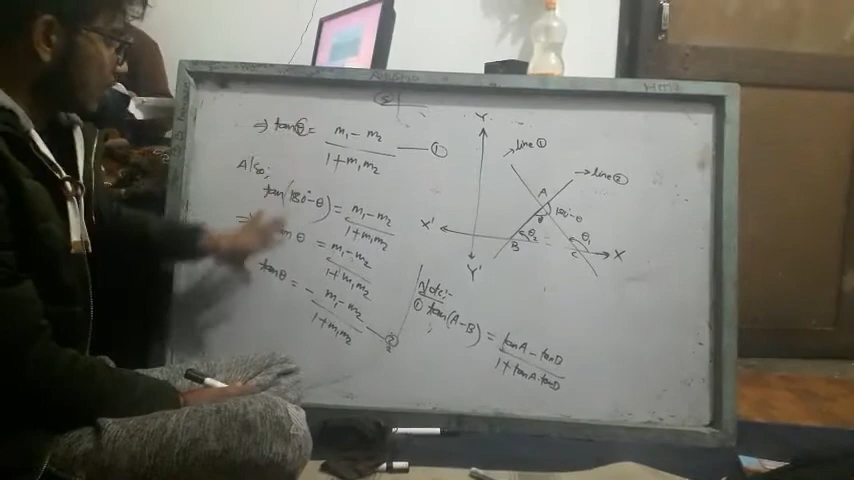 ⇒ tanθ = m₁ - m₂ / 1 + m₁m₂ — ①
Also,
tan(180° - θ) = m₁ - m₂ / 1 + m₁m₂
tanθ = m₁ - m₂ / 1 + m₁m₂
tanθ = - m₁ - m₂ / 1 + m₁m₂ — ②
Y
→ line ①
→ line ②
A
180° - θ
θ
X'
B
θ₂
C
θ₁
X
Y'
Note:-
① tan(A-B) = tanA - tanB / 1 + tanA.tanB